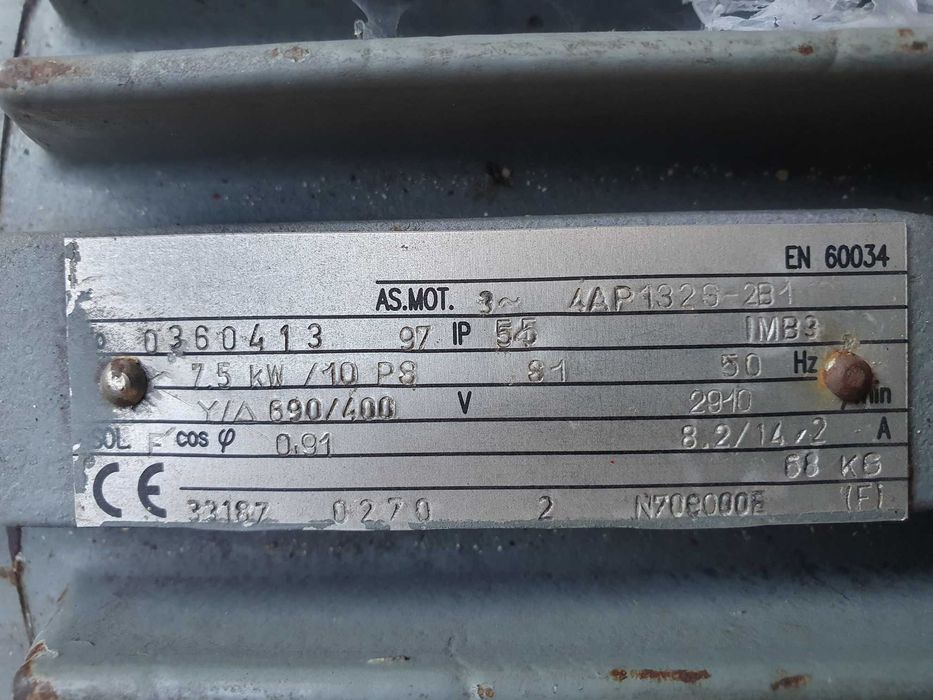 EN 60034
AS.MOT. 3~ 4AP132S-2B1
0360413 97 IP 55 IMB3
7.5 kW /10 PS S1 50 Hz
Y/△ 690/400 V 2910
F cos φ 0.91 8.2/14,2 A
68 KG
CE 33187 0270 2 (F)